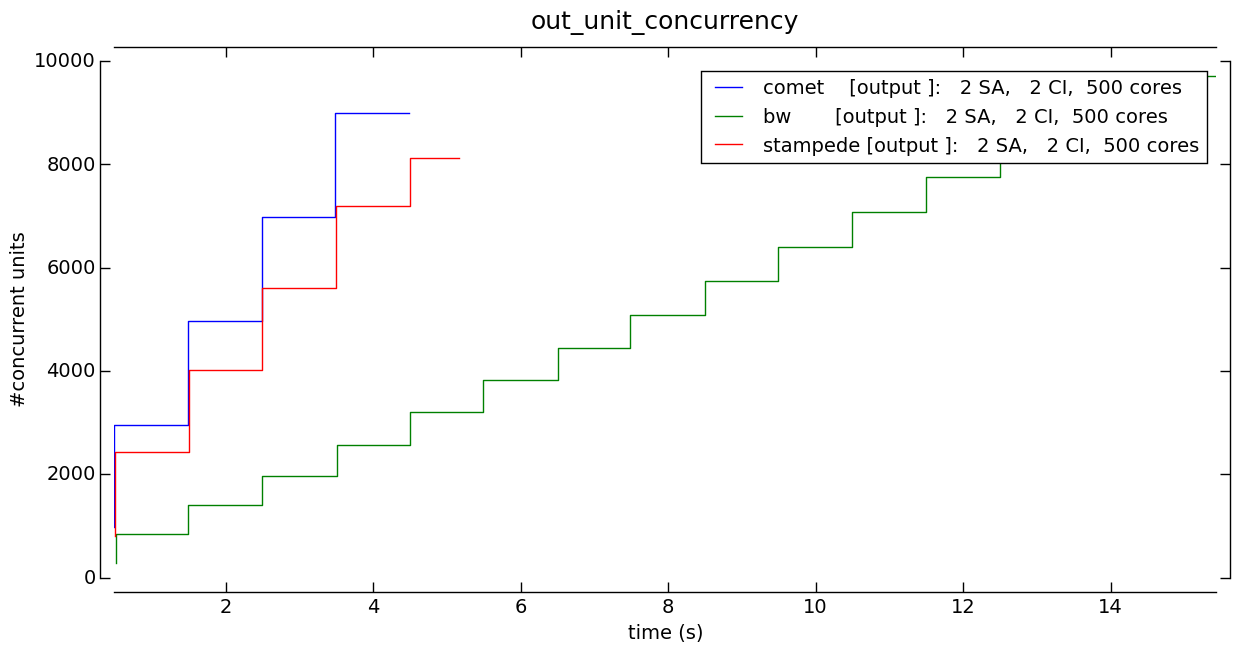 out_unit_concurrency
10000
8000
6000
4000
2000
0
#concurrent units
comet    [output ]:   2 SA,   2 CI,  500 cores
bw       [output ]:   2 SA,   2 CI,  500 cores
stampede [output ]:   2 SA,   2 CI,  500 cores
2 4 6 8 10 12 14
time (s)